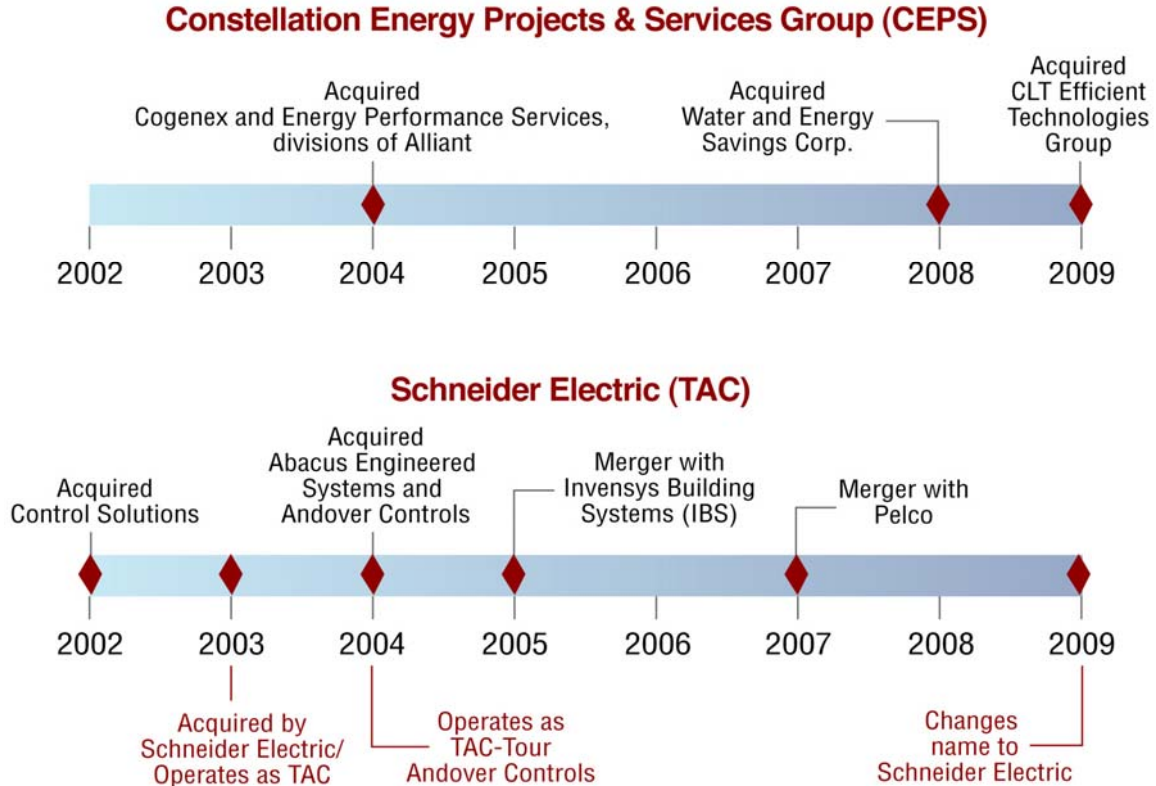 Constellation Energy Projects & Services Group (CEPS)
Acquired
Cogenex and Energy Performance Services,
divisions of Alliant
Acquired
Water and Energy
Savings Corp.
Acquired
CLT Efficient
Technologies
Group
2002 2003 2004 2005 2006 2007 2008 2009
Schneider Electric (TAC)
Acquired
Control Solutions
Acquired
Abacus Engineered
Systems and
Andover Controls
Merger with
Invensys Building
Systems (IBS)
Merger with
Pelco
2002 2003 2004 2005 2006 2007 2008 2009
Acquired by
Schneider Electric/
Operates as TAC
Operates as
TAC-Tour
Andover Controls
Changes
name to
Schneider Electric